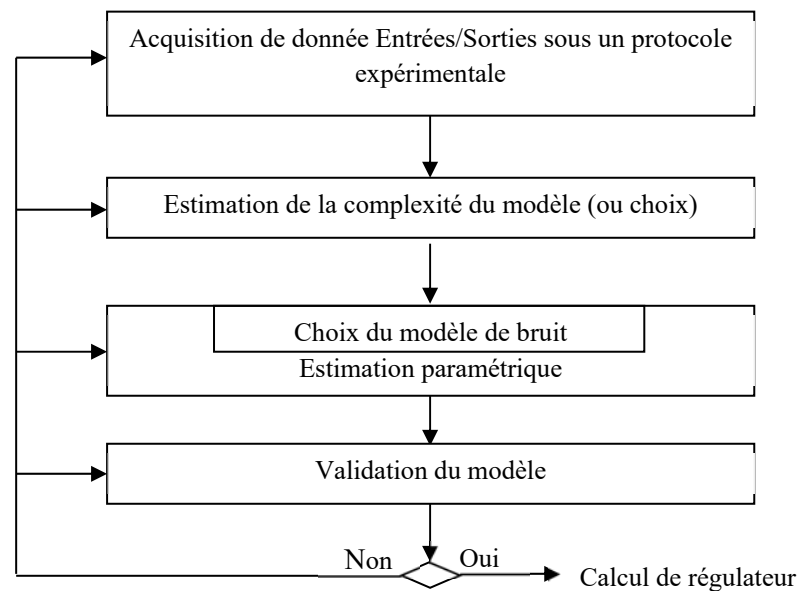 Acquisition de donnée Entrées/Sorties sous un protocole
expérimentale
Estimation de la complexité du modèle (ou choix)
Choix du modèle de bruit
Estimation paramétrique
Validation du modèle
Non
Oui
Calcul de régulateur